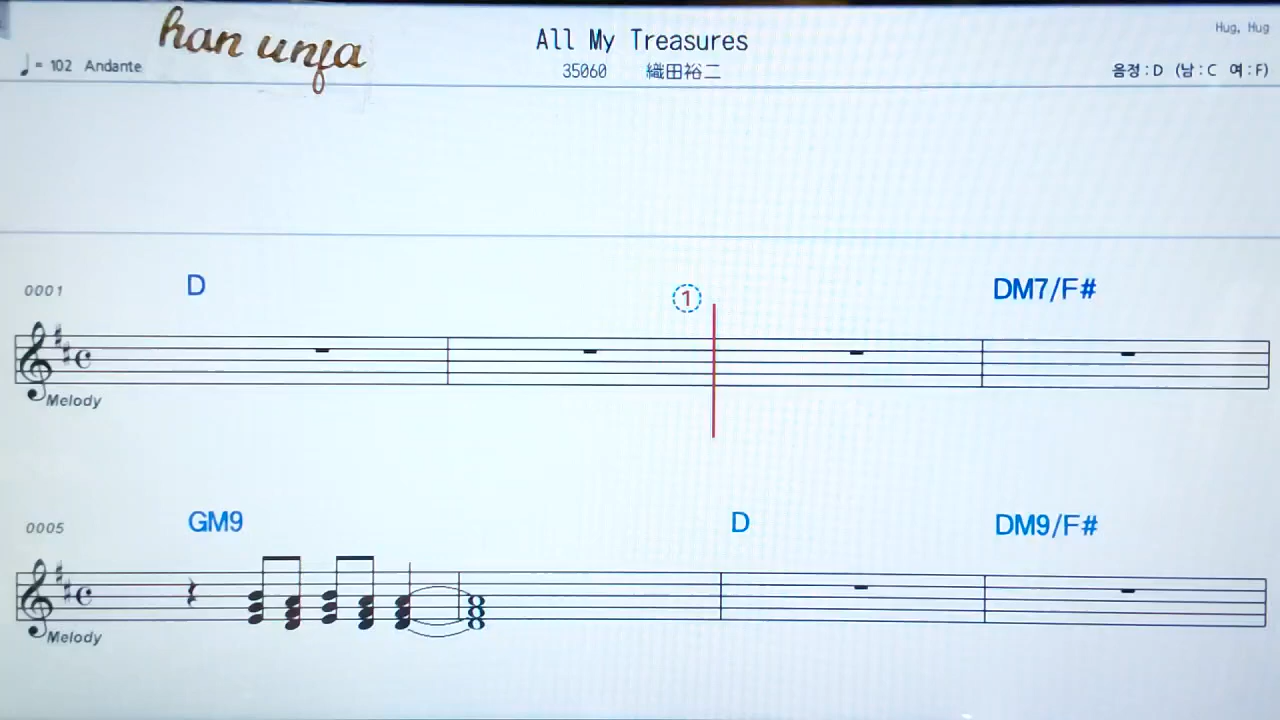 han unfa
All My Treasures
Hug, Hug
♩= 102 Andante
35060 織田裕二
음정:D (남:C 여:F)
0001 D ① DM7/F#
Melody
0005 GM9 D DM9/F#
Melody